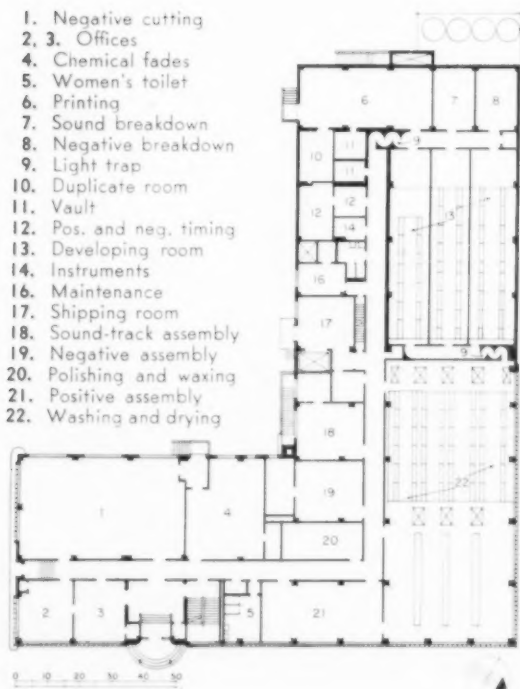 1. Negative cutting
2, 3. Offices
4. Chemical fades
5. Women's toilet
6. Printing
7. Sound breakdown
8. Negative breakdown
9. Light trap
10. Duplicate room
11. Vault
12. Pos. and neg. timing
13. Developing room
14. Instruments
16. Maintenance
17. Shipping room
18. Sound-track assembly
19. Negative assembly
20. Polishing and waxing
21. Positive assembly
22. Washing and drying
6 7 8
9
10 11
11
12 12
13
14
16
17
9
18
22
19
1 4
20
2 3 5 21
0 10 20 30 40 50